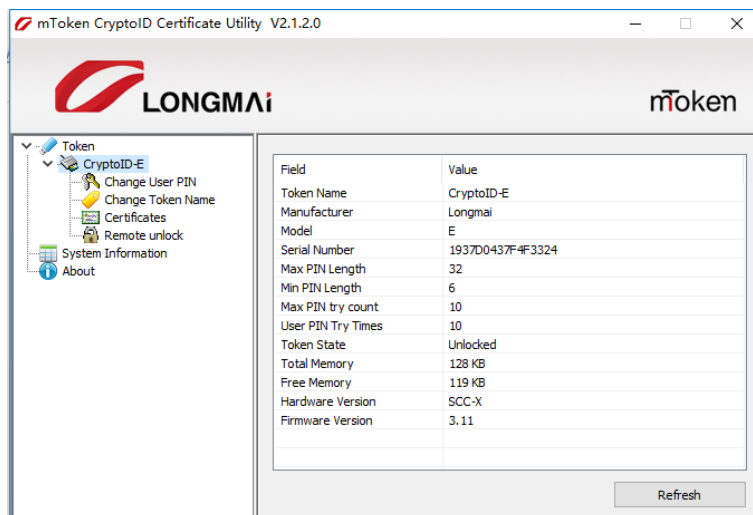 mToken CryptoID Certificate Utility V2.1.2.0
LONGMAI
mToken
Token
CryptoID-E
Change User PIN
Change Token Name
Certificates
Remote unlock
System Information
About
Field Value
Token Name CryptoID-E
Manufacturer Longmai
Model E
Serial Number 1937D0437F4F3324
Max PIN Length 32
Min PIN Length 6
Max PIN try count 10
User PIN Try Times 10
Token State Unlocked
Total Memory 128 KB
Free Memory 119 KB
Hardware Version SCC-X
Firmware Version 3.11
Refresh